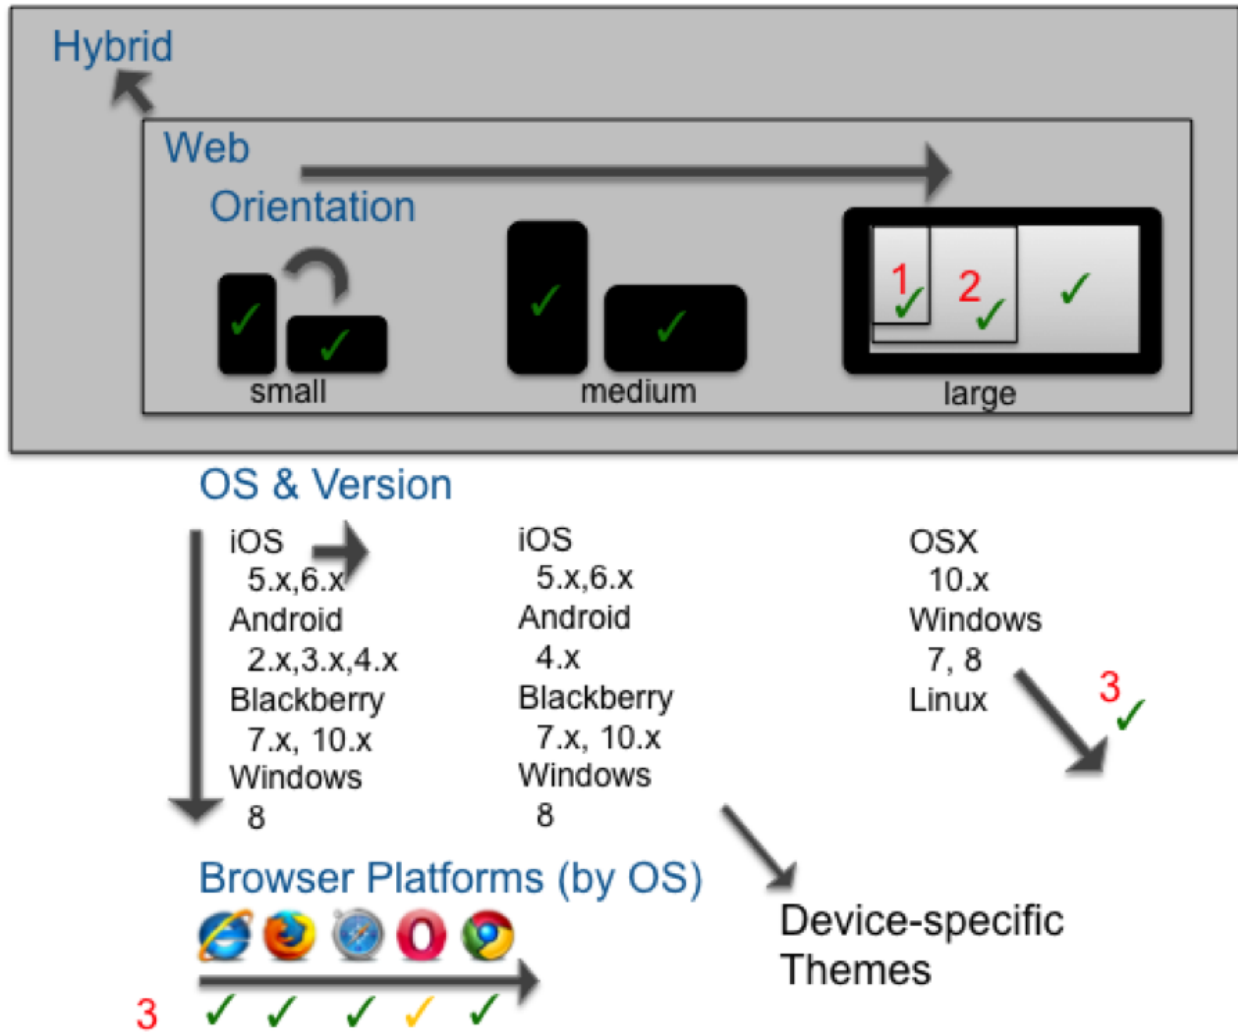 Hybrid
Web
Orientation
1
2
small
medium
large
OS & Version
iOS
5.x,6.x
Android
2.x,3.x,4.x
Blackberry
7.x, 10.x
Windows
8
iOS
5.x,6.x
Android
4.x
Blackberry
7.x, 10.x
Windows
8
OSX
10.x
Windows
7, 8
Linux
3
Browser Platforms (by OS)
3
Device-specific
Themes